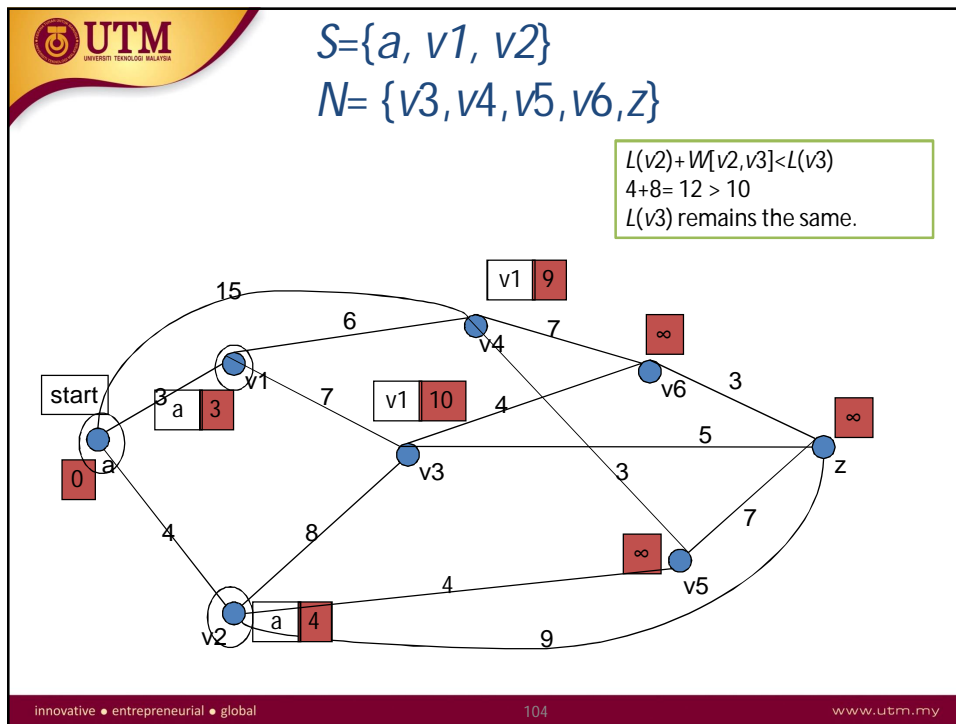 UTM
UNIVERSITI TEKNOLOGI MALAYSIA
S={a, v1, v2}
N= {v3,v4,v5,v6,z}
L(v2)+W[v2,v3]<L(v3)
4+8= 12 > 10
L(v3) remains the same.
v1 9
15
6
7
v4
∞
start
v1
v6
3
3
a 3
7
v1 10
4
∞
5
a
0
v3
z
3
4
8
7
∞
v5
4
v2
a 4
9
innovative ● entrepreneurial ● global
104
www.utm.my